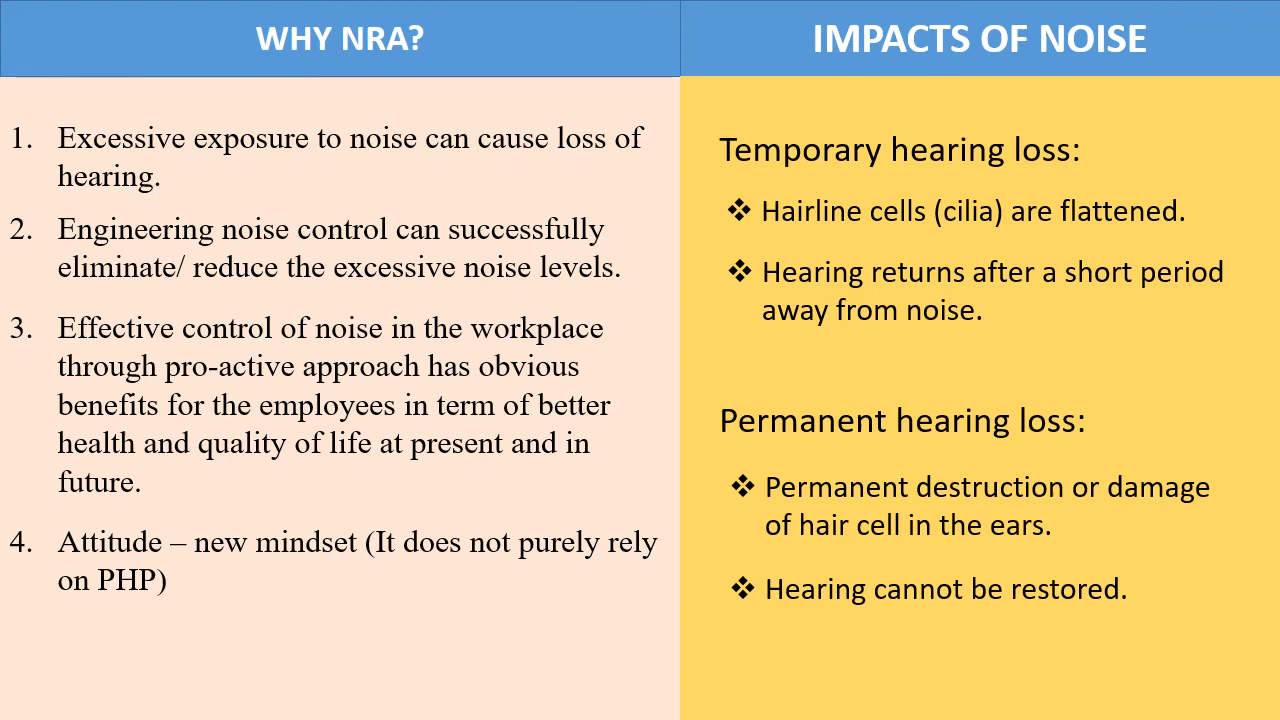 WHY NRA?
1. Excessive exposure to noise can cause loss of
hearing.
2. Engineering noise control can successfully
eliminate/ reduce the excessive noise levels.
3. Effective control of noise in the workplace
through pro-active approach has obvious
benefits for the employees in term of better
health and quality of life at present and in
future.
4. Attitude – new mindset (It does not purely rely
on PHP)
IMPACTS OF NOISE
Temporary hearing loss:
❖ Hairline cells (cilia) are flattened.
❖ Hearing returns after a short period
away from noise.
Permanent hearing loss:
❖ Permanent destruction or damage
of hair cell in the ears.
❖ Hearing cannot be restored.